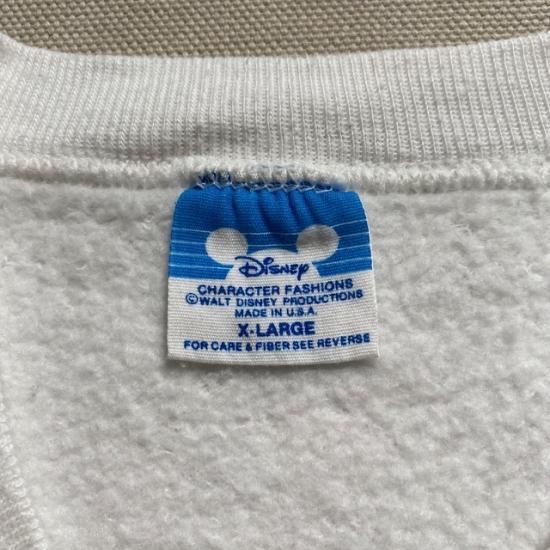 Disney
CHARACTER FASHIONS
©WALT DISNEY PRODUCTIONS
MADE IN U.S.A.
X-LARGE
FOR CARE & FIBER SEE REVERSE